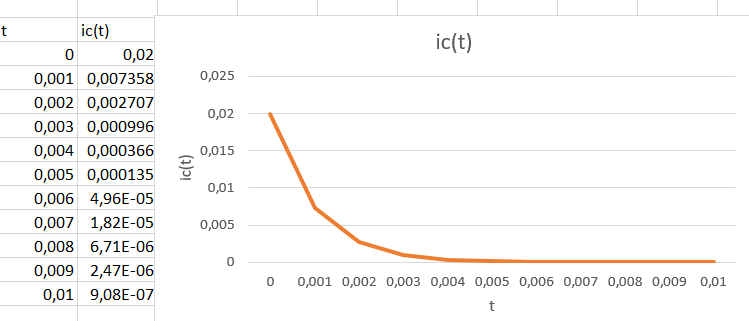 t ic(t)
0 0,02
0,001 0,007358
0,002 0,002707
0,003 0,000996
0,004 0,000366
0,005 0,000135
0,006 4,96E-05
0,007 1,82E-05
0,008 6,71E-06
0,009 2,47E-06
0,01 9,08E-07
ic(t)
0,025
0,02
0,015
0,01
0,005
0
ic(t)
0 0,001 0,002 0,003 0,004 0,005 0,006 0,007 0,008 0,009 0,01
t